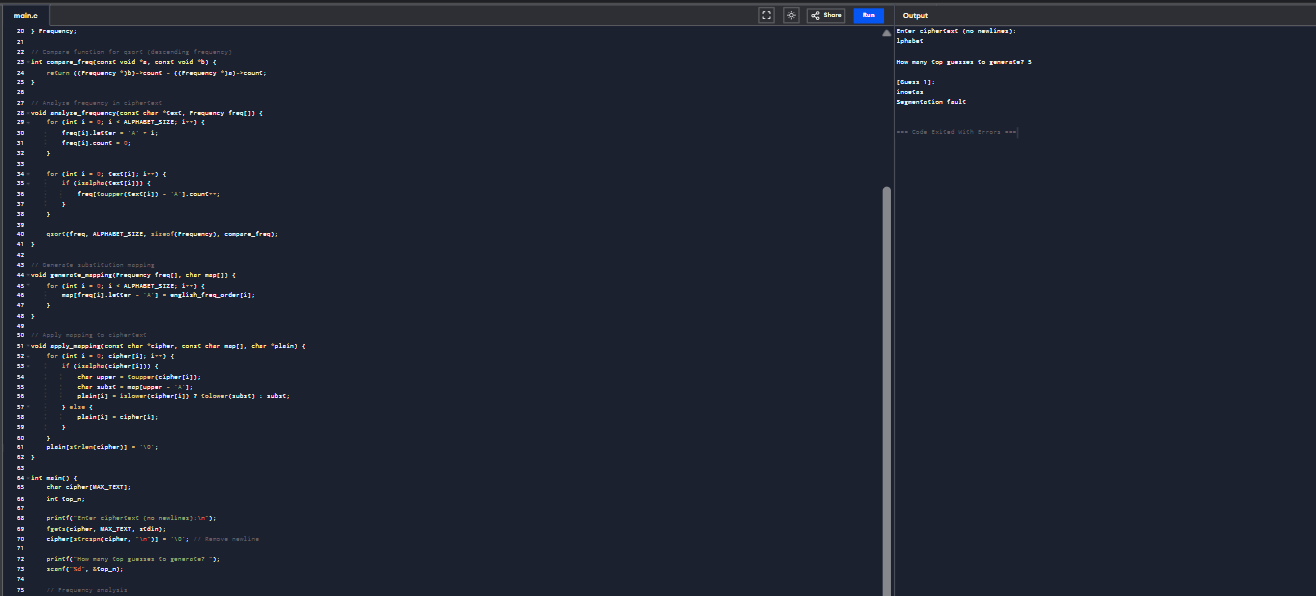 main.c
Share
Run
Output
20 } Frequency;
21
22 // Compare function for qsort (descending frequency)
23 int compare_freq(const void *a, const void *b) {
24 return ((Frequency *)b)->count - ((Frequency *)a)->count;
25 }
26
27 // Analyze frequency in ciphertext
28 void analyze_frequency(const char *text, Frequency freq[]) {
29 for (int i = 0; i < ALPHABET_SIZE; i++) {
30 freq[i].letter = 'A' + i;
31 freq[i].count = 0;
32 }
33
34 for (int i = 0; text[i]; i++) {
35 if (isalpha(text[i])) {
36 freq[toupper(text[i]) - 'A'].count++;
37 }
38 }
39
40 qsort(freq, ALPHABET_SIZE, sizeof(Frequency), compare_freq);
41 }
42
43 // Generate substitution mapping
44 void generate_mapping(Frequency freq[], char map[]) {
45 for (int i = 0; i < ALPHABET_SIZE; i++) {
46 map[freq[i].letter - 'A'] = english_freq_order[i];
47 }
48 }
49
50 // Apply mapping to ciphertext
51 void apply_mapping(const char *cipher, const char map[], char *plain) {
52 for (int i = 0; cipher[i]; i++) {
53 if (isalpha(cipher[i])) {
54 char upper = toupper(cipher[i]);
55 char subst = map[upper - 'A'];
56 plain[i] = islower(cipher[i]) ? tolower(subst) : subst;
57 } else {
58 plain[i] = cipher[i];
59 }
60 }
61 plain[strlen(cipher)] = '\0';
62 }
63
64 int main() {
65 char cipher[MAX_TEXT];
66 int top_n;
67
68 printf("Enter ciphertext (no newlines):\n");
69 fgets(cipher, MAX_TEXT, stdin);
70 cipher[strcspn(cipher, "\n")] = '\0'; // Remove newline
71
72 printf("How many top guesses to generate? ");
73 scanf("%d", &top_n);
74
75 // Frequency analysis
Enter ciphertext (no newlines):
lphabet
How many top guesses to generate? 5
[Guess 1]:
inoetas
Segmentation fault
=== Code Exited With Errors ===